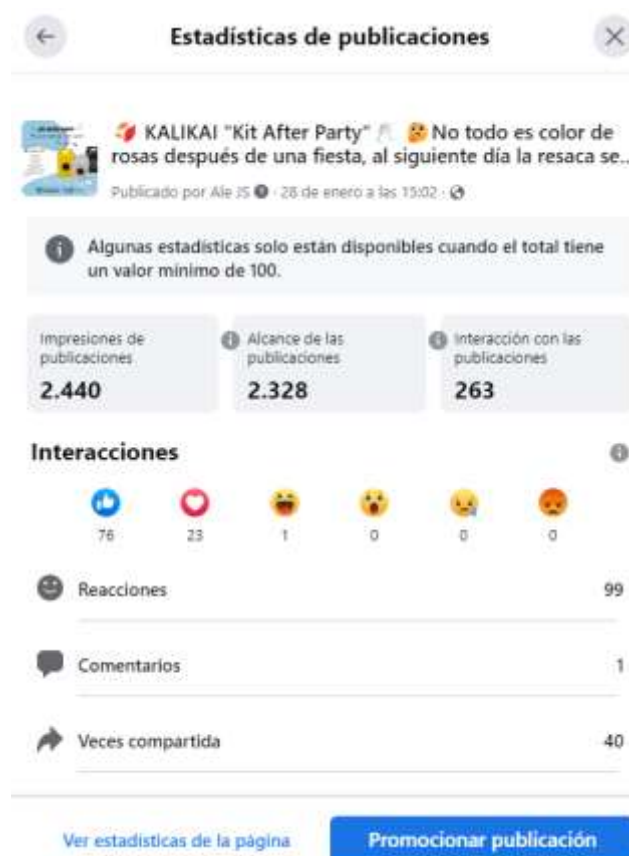 Estadísticas de publicaciones
KALIKAI "Kit After Party" No todo es color de
rosas después de una fiesta, al siguiente día la resaca se..
Publicado por Ale JS · 28 de enero a las 15:02 ·
Algunas estadísticas solo están disponibles cuando el total tiene
un valor mínimo de 100.
Impresiones de
publicaciones
2.440
Alcance de las
publicaciones
2.328
Interacción con las
publicaciones
263
Interacciones
76 23 1 0 0 0
Reacciones 99
Comentarios 1
Veces compartida 40
Ver estadísticas de la página
Promocionar publicación